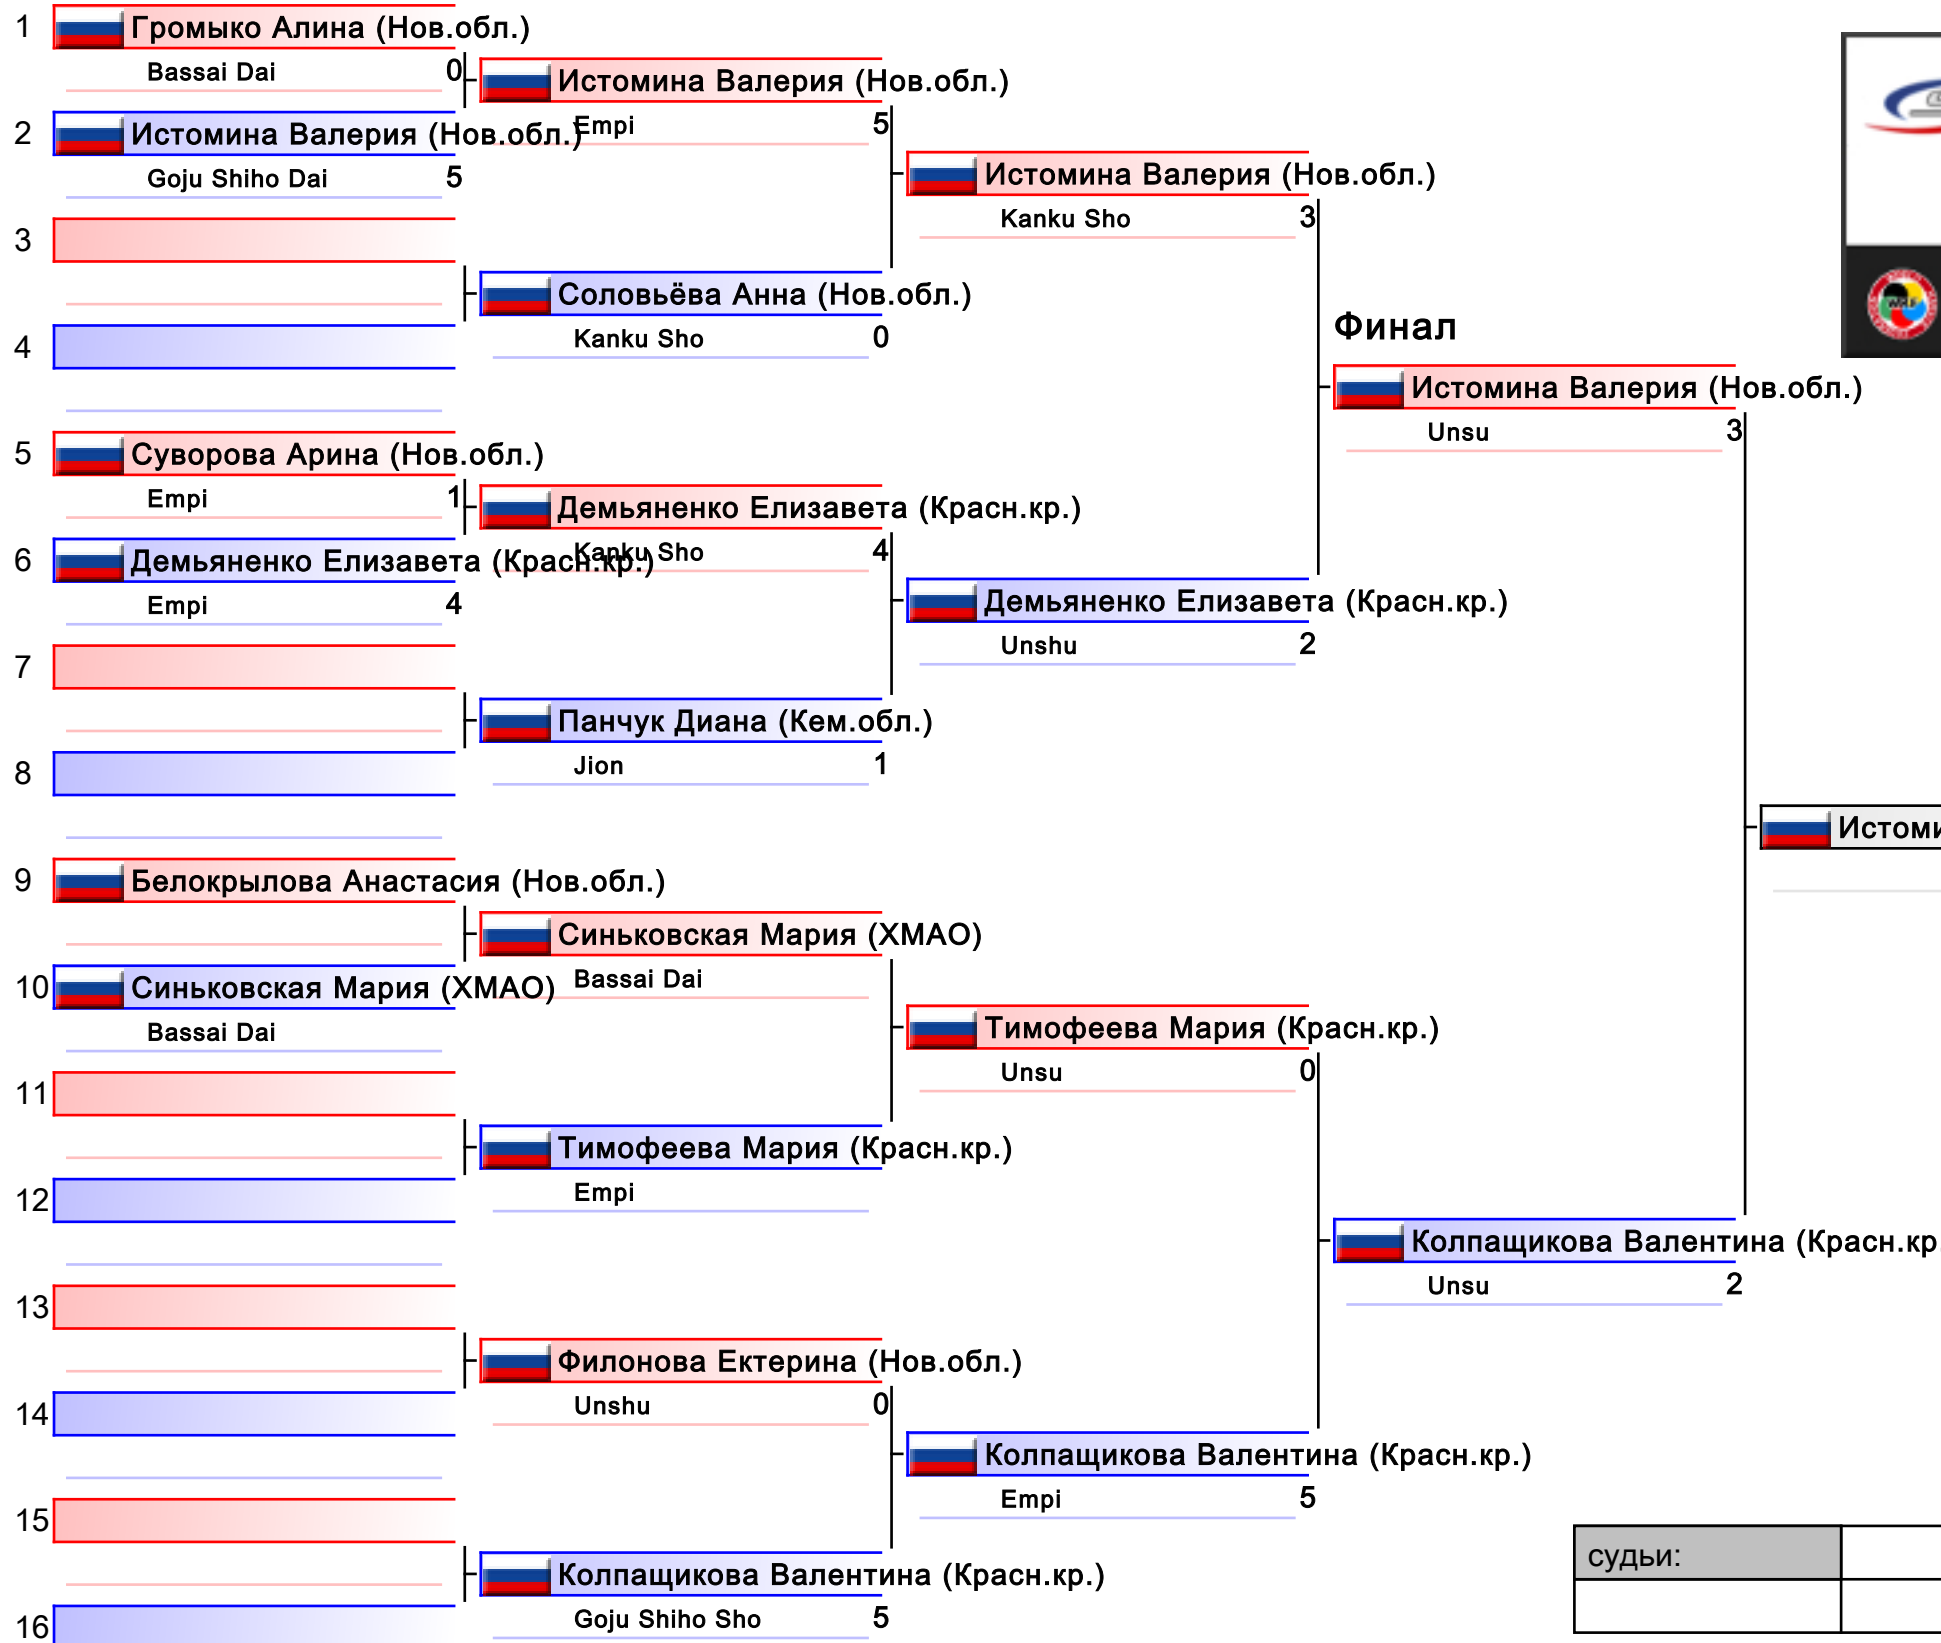 1
Громыко Алина (Нов.обл.)
Bassai Dai 0
2
Истомина Валерия (Нов.обл.)
Goju Shiho Dai 5
3
4
5
Суворова Арина (Нов.обл.)
Empi 1
6
Демьяненко Елизавета (Красн.кр.)
Empi 4
7
8
9
Белокрылова Анастасия (Нов.обл.)
10
Синьковская Мария (ХМАО)
Bassai Dai
11
12
13
14
15
16
Истомина Валерия (Нов.обл.)
Empi 5
Соловьёва Анна (Нов.обл.)
Kanku Sho 0
Демьяненко Елизавета (Красн.кр.)
Kanku Sho 4
Панчук Диана (Кем.обл.)
Jion 1
Синьковская Мария (ХМАО)
Bassai Dai
Тимофеева Мария (Красн.кр.)
Empi
Филонова Ектерина (Нов.обл.)
Unshu 0
Колпащикова Валентина (Красн.кр.)
Goju Shiho Sho 5
Истомина Валерия (Нов.обл.)
Kanku Sho 3
Демьяненко Елизавета (Красн.кр.)
Unshu 2
Тимофеева Мария (Красн.кр.)
Unsu 0
Колпащикова Валентина (Красн.кр.)
Empi 5
Финал
Истомина Валерия (Нов.обл.)
Unsu 3
Колпащикова Валентина (Красн.кр.
Unsu 2
Истоми
судьи: